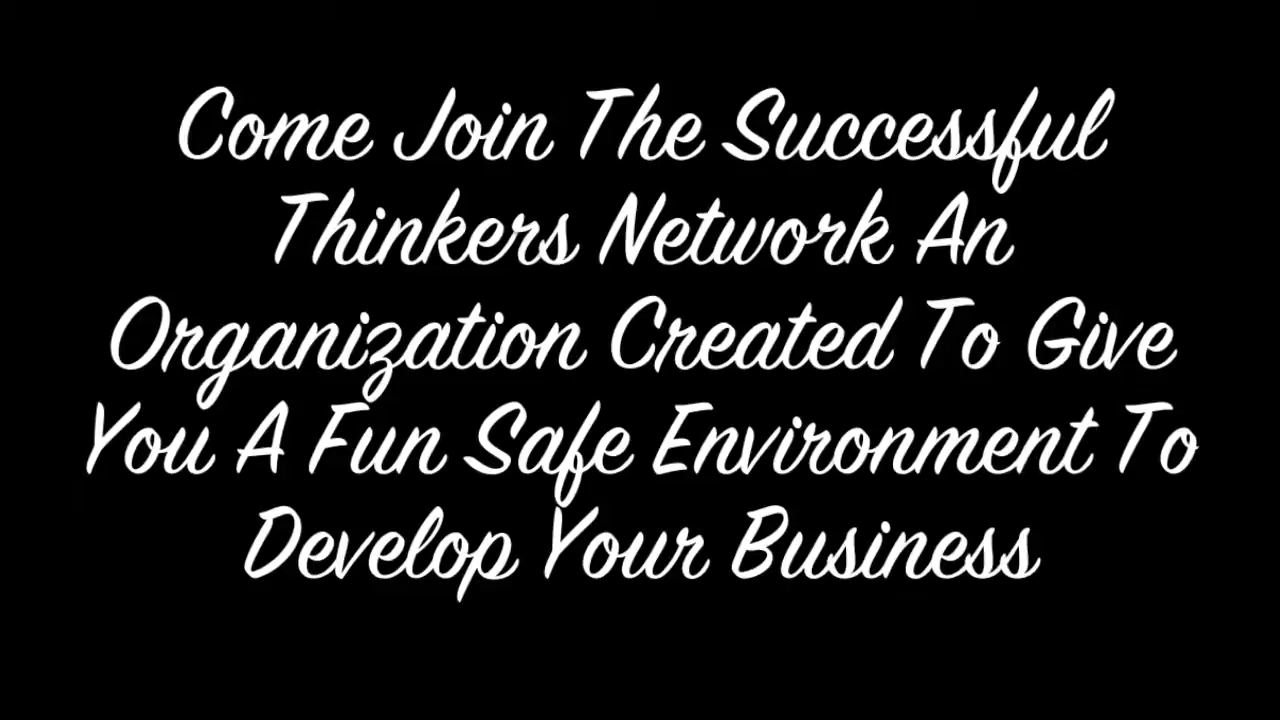 Come Join The Successful
Thinkers Network An
Organization Created To Give
You A Fun Safe Environment To
Develop Your Business